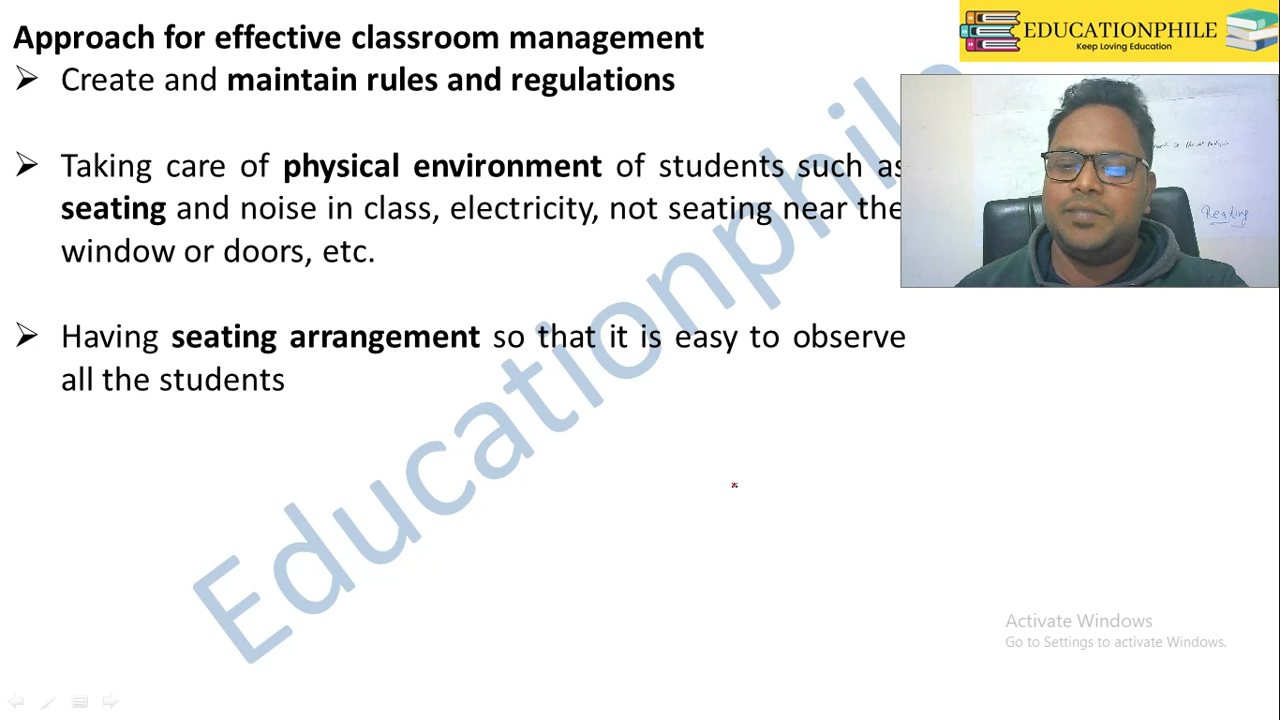 Approach for effective classroom management
➢ Create and maintain rules and regulations
➢ Taking care of physical environment of students such as
seating and noise in class, electricity, not seating near the
window or doors, etc.
➢ Having seating arrangement so that it is easy to observe
all the students
EDUCATIONPHILE
Keep Loving Education
Reading
Educationphile
Activate Windows
Go to Settings to activate Windows.